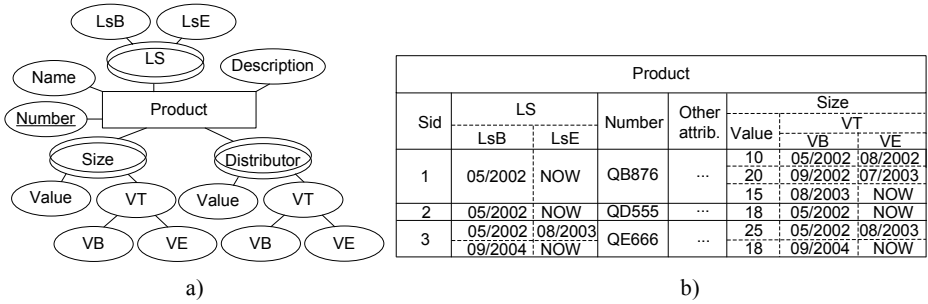 LsB LsE
LS
Name Description
Number
Product
Size Distributor
Value VT Value VT
VB VE VB VE
a)
Product
Sid LS Number Other attrib. Size
LsB LsE Value VT
VB VE
1 05/2002 NOW QB876 ... 10 05/2002 08/2002
20 09/2002 07/2003
15 08/2003 NOW
2 05/2002 NOW QD555 ... 18 05/2002 NOW
3 05/2002 08/2003 QE666 ... 25 05/2002 08/2003
09/2004 NOW 18 09/2004 NOW
b)